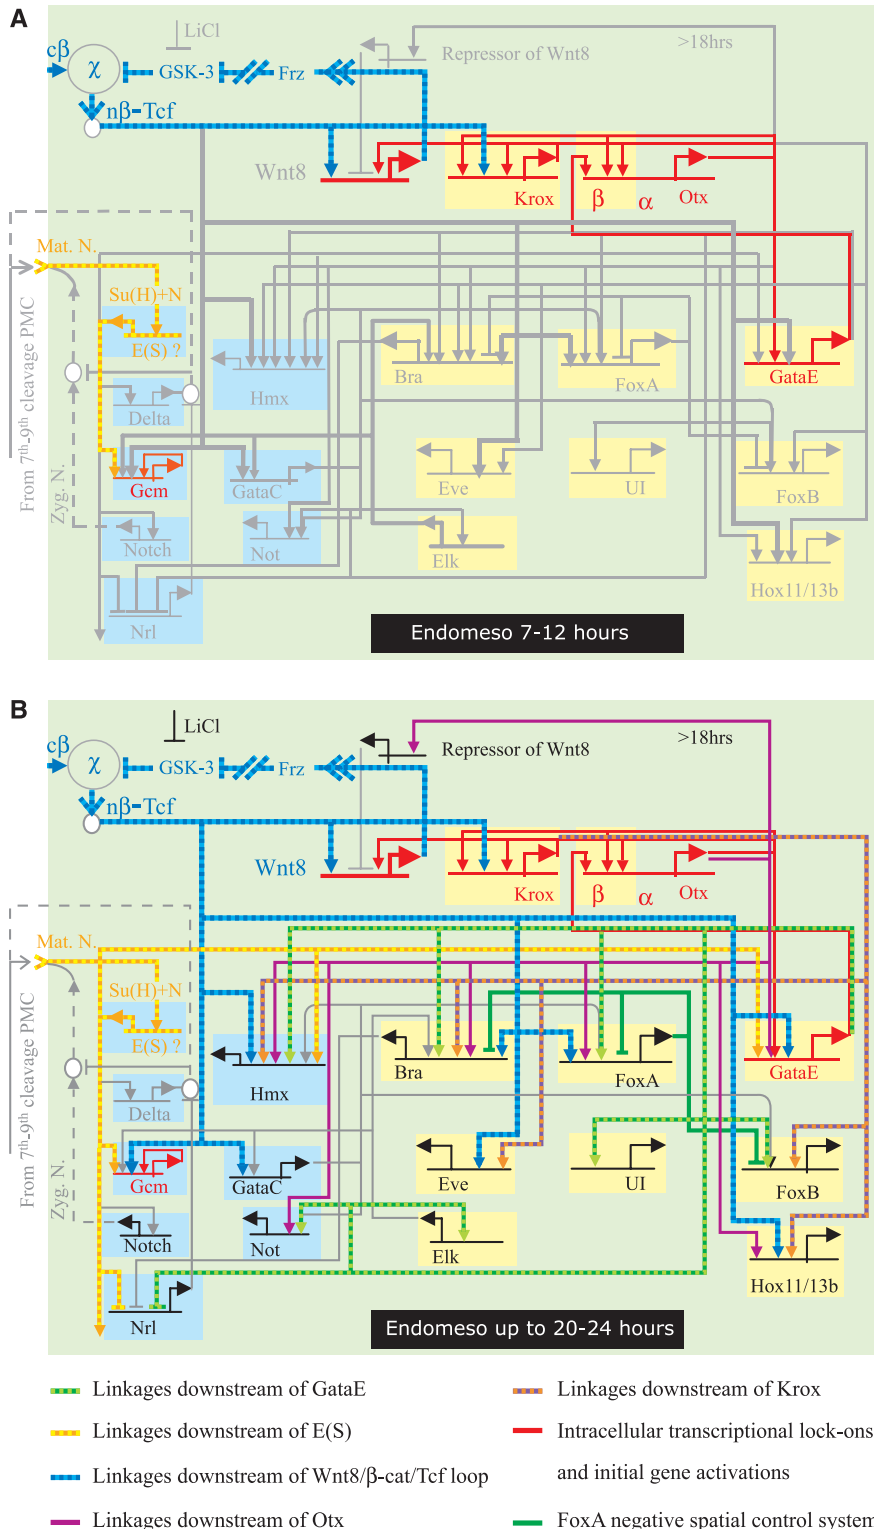 A
LiCl
cβ
χ
GSK-3
Frz
Repressor of Wnt8
>18hrs
nβ-Tcf
Wnt8
Krox
β
α
Otx
Mat. N.
Su(H)+N
E(S) ?
From 7th-9th cleavage PMC
Zyg. N.
Delta
Hmx
Bra
FoxA
GataE
Gcm
GataC
Eve
UI
FoxB
Notch
Not
Elk
Hox11/13b
Nrl
Endomeso 7-12 hours
B
LiCl
cβ
χ
GSK-3
Frz
Repressor of Wnt8
>18hrs
nβ-Tcf
Wnt8
Krox
β
α
Otx
Mat. N.
Su(H)+N
E(S) ?
From 7th-9th cleavage PMC
Zyg. N.
Delta
Hmx
Bra
FoxA
GataE
Gcm
GataC
Eve
UI
FoxB
Notch
Not
Elk
Hox11/13b
Nrl
Endomeso up to 20-24 hours
Linkages downstream of GataE
Linkages downstream of E(S)
Linkages downstream of Wnt8/β-cat/Tcf loop
Linkages downstream of Otx
Linkages downstream of Krox
Intracellular transcriptional lock-ons
and initial gene activations
FoxA negative spatial control system